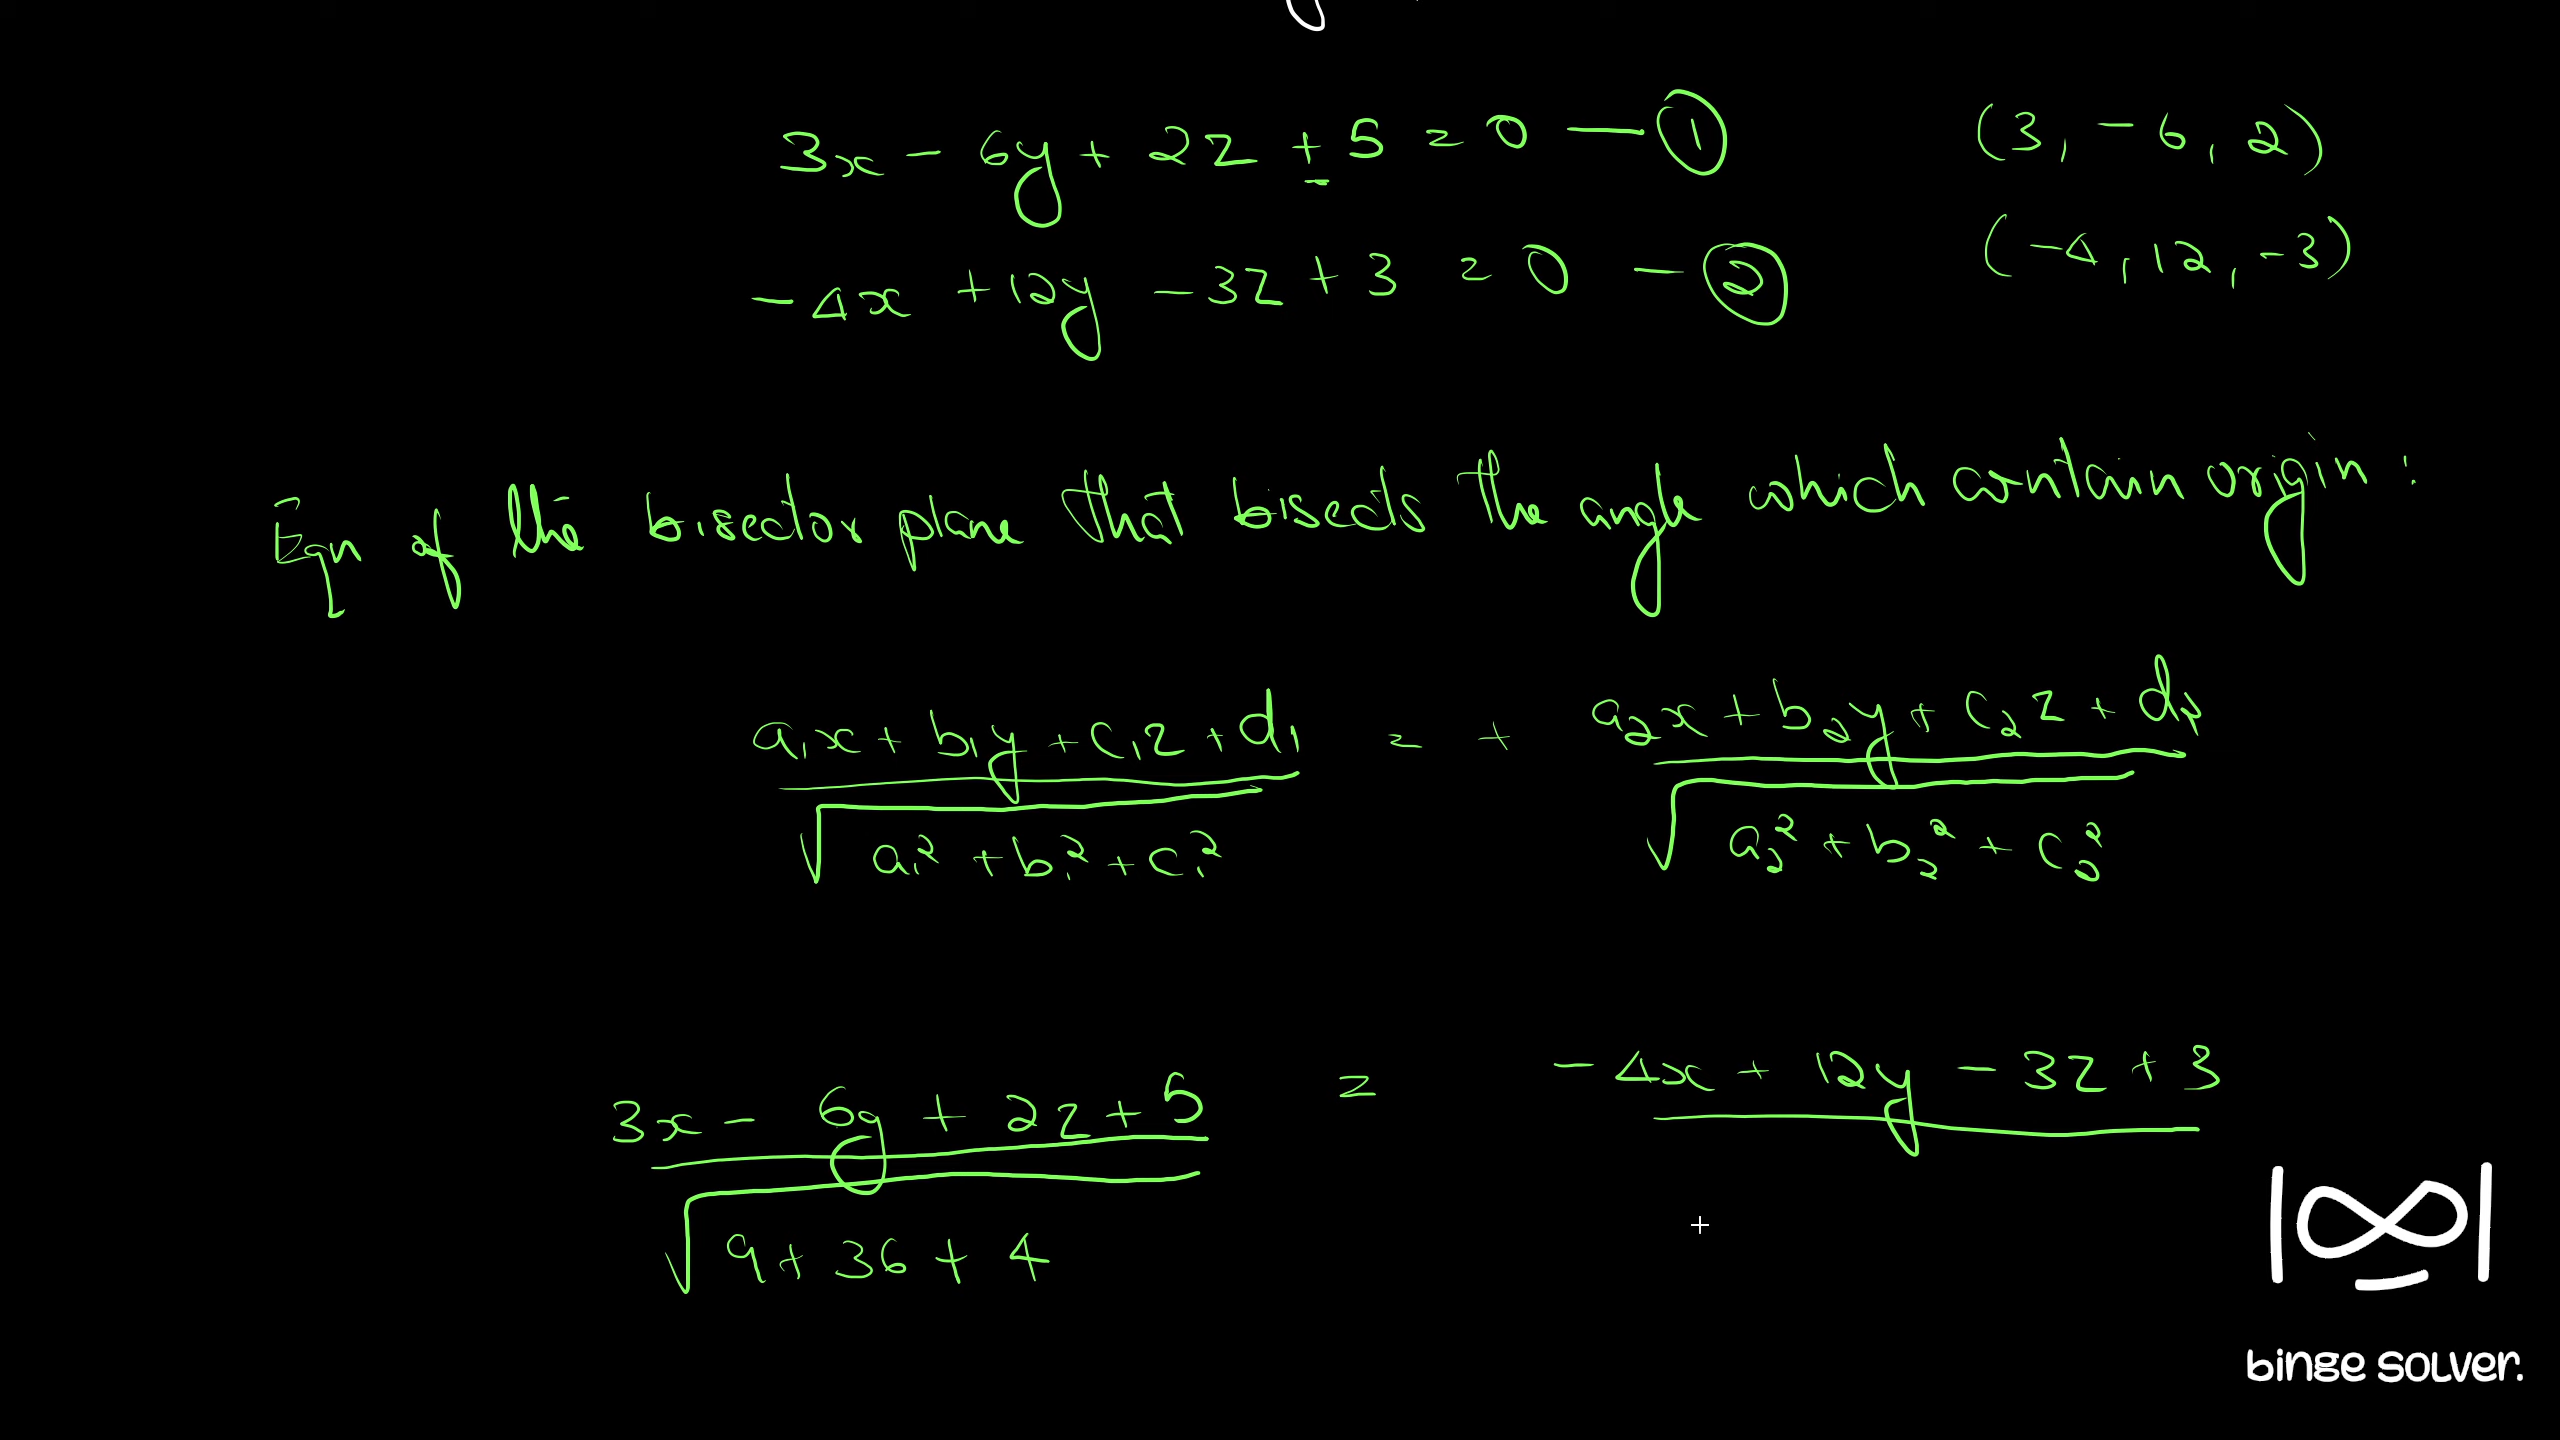 3x - 6y + 2z + 5 = 0 — ① (3, -6, 2)
-4x + 12y - 3z + 3 = 0 — ② (-4, 12, -3)
Eqn of the bisector plane that bisects the angle which contain origin :
a₁x + b₁y + c₁z + d₁ = + a₂x + b₂y + c₂z + d₂
√a₁² + b₁² + c₁² √a₂² + b₂² + c₂²
3x - 6y + 2z + 5 = -4x + 12y - 3z + 3
√9 + 36 + 4
binge solver.